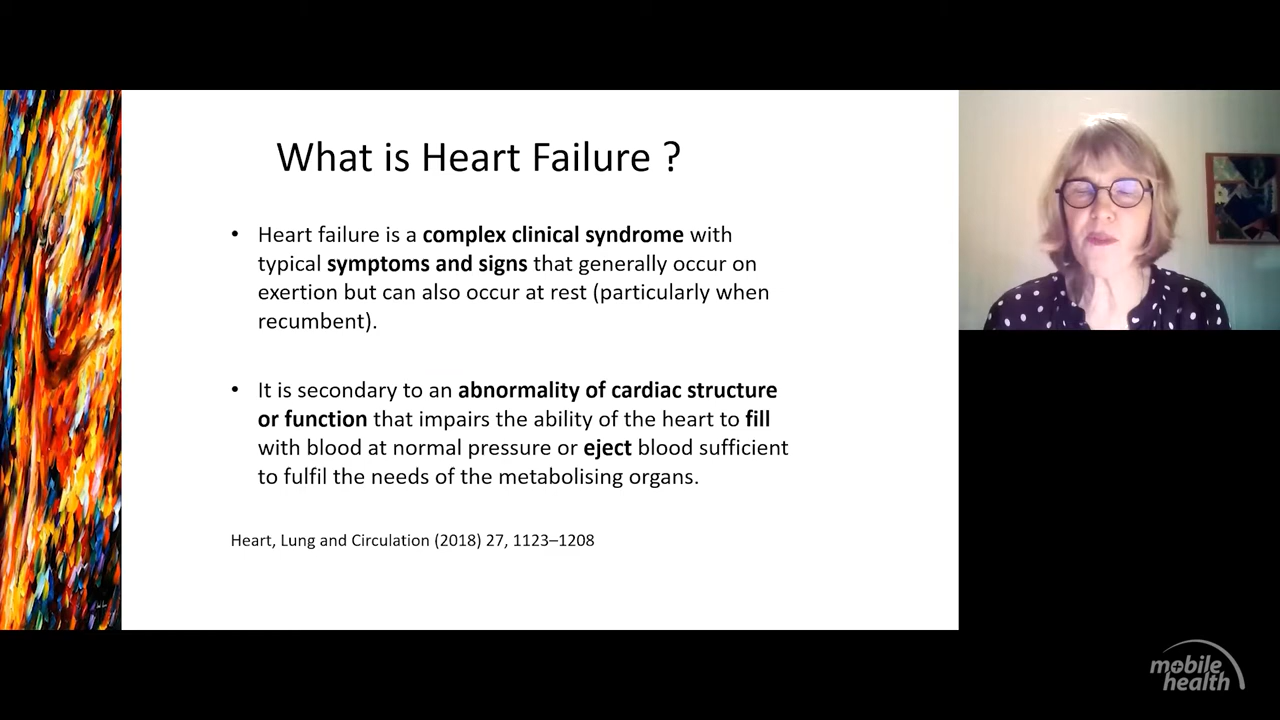 What is Heart Failure ?
• Heart failure is a complex clinical syndrome with
typical symptoms and signs that generally occur on
exertion but can also occur at rest (particularly when
recumbent).
• It is secondary to an abnormality of cardiac structure
or function that impairs the ability of the heart to fill
with blood at normal pressure or eject blood sufficient
to fulfil the needs of the metabolising organs.
Heart, Lung and Circulation (2018) 27, 1123–1208
mobile
health